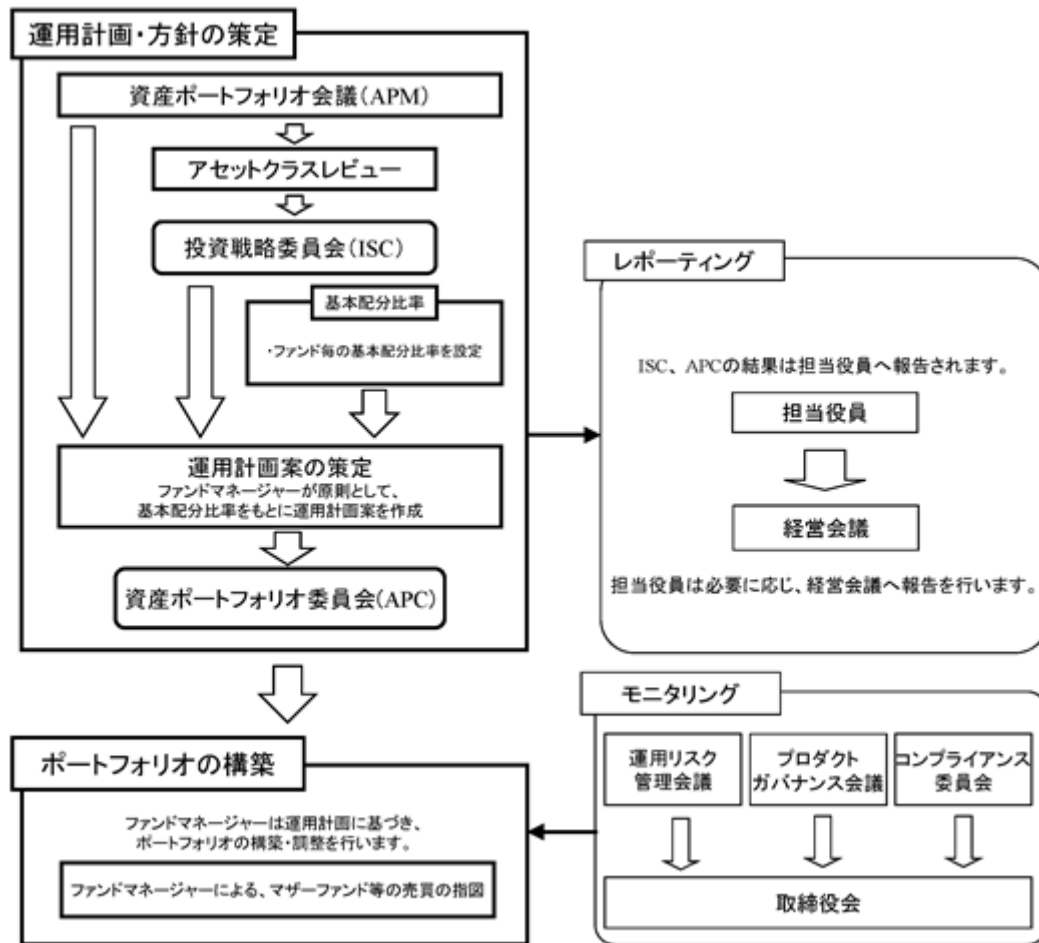 運用計画・方針の策定
資産ポートフォリオ会議(APM)
アセットクラスレビュー
投資戦略委員会(ISC)
基本配分比率
・ファンド毎の基本配分比率を設定
運用計画案の策定
ファンドマネージャーが原則として、
基本配分比率をもとに運用計画案を作成
資産ポートフォリオ委員会(APC)
レポーティング
ISC、APCの結果は担当役員へ報告されます。
担当役員
経営会議
担当役員は必要に応じ、経営会議へ報告を行います。
ポートフォリオの構築
ファンドマネージャーは運用計画に基づき、
ポートフォリオの構築・調整を行います。
ファンドマネージャーによる、マザーファンド等の売買の指図
モニタリング
運用リスク
管理会議
プロダクト
ガバナンス会議
コンプライアンス
委員会
取締役会